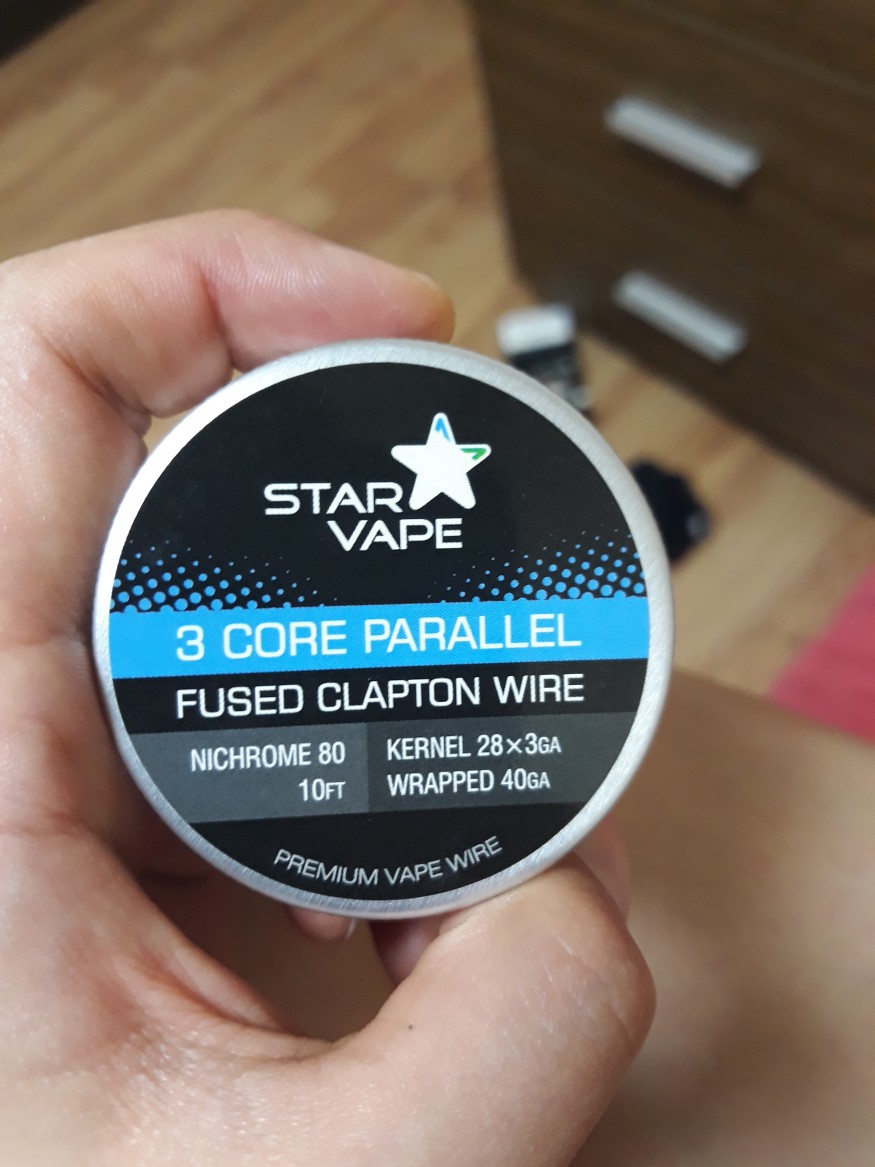 STAR
VAPE
3 CORE PARALLEL
FUSED CLAPTON WIRE
NICHROME 80
10FT
KERNEL 28×3GA
WRAPPED 40GA
PREMIUM VAPE WIRE